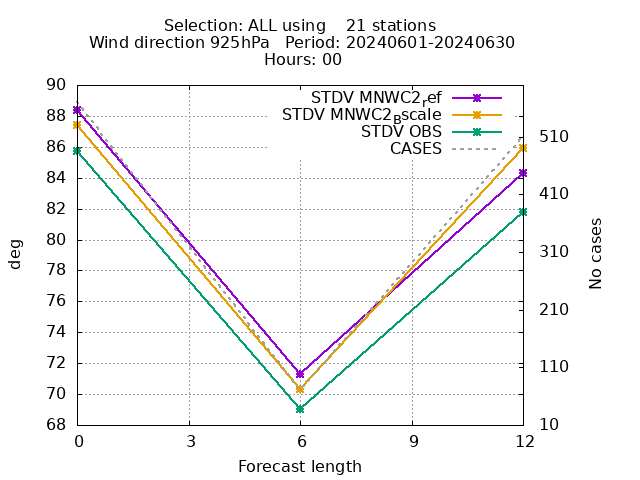 Selection: ALL using    21 stations
Wind direction 925hPa   Period: 20240601-20240630
Hours: 00
STDV MNWC2_ref
STDV MNWC2_Bscale
STDV OBS
CASES
deg
No cases
90
88
86
84
82
80
78
76
74
72
70
68
510
410
310
210
110
10
0 3 6 9 12
Forecast length